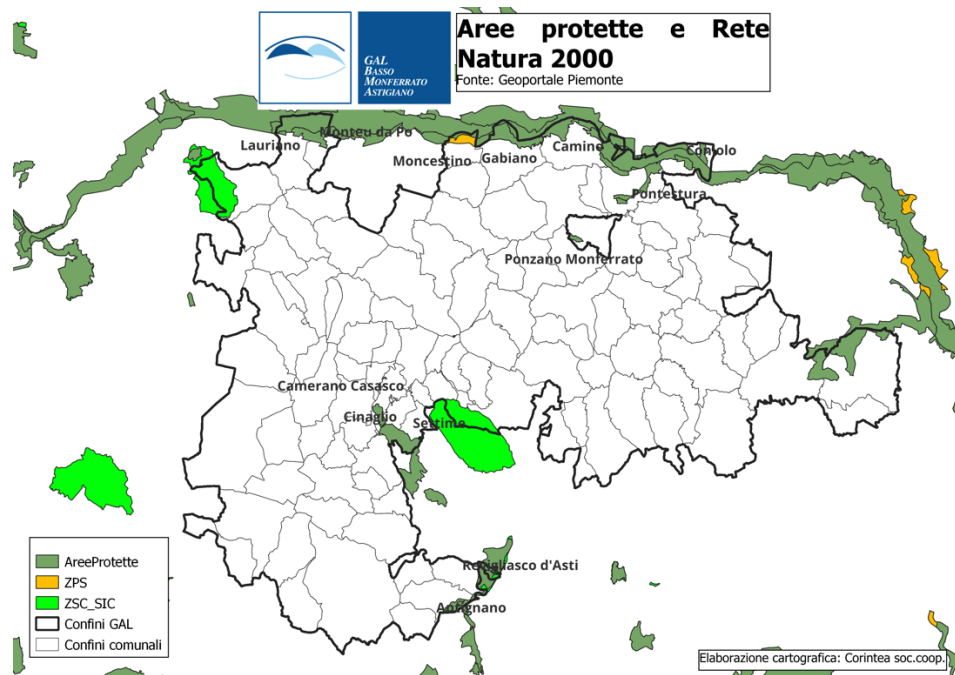 GAL
BASSO
MONFERRATO
ASTIGIANO
Aree protette e Rete
Natura 2000
Fonte: Geoportale Piemonte
Lauriano
Monteu da Po
Moncestino
Gabiano
Camino
Coniolo
Pontestura
Ponzano Monferrato
Camerano Casasco
Cinaglio
Settime
Revigliasco d'Asti
Antignano
AreeProtette
ZPS
ZSC_SIC
Confini GAL
Confini comunali
Elaborazione cartografica: Corintea soc.coop.